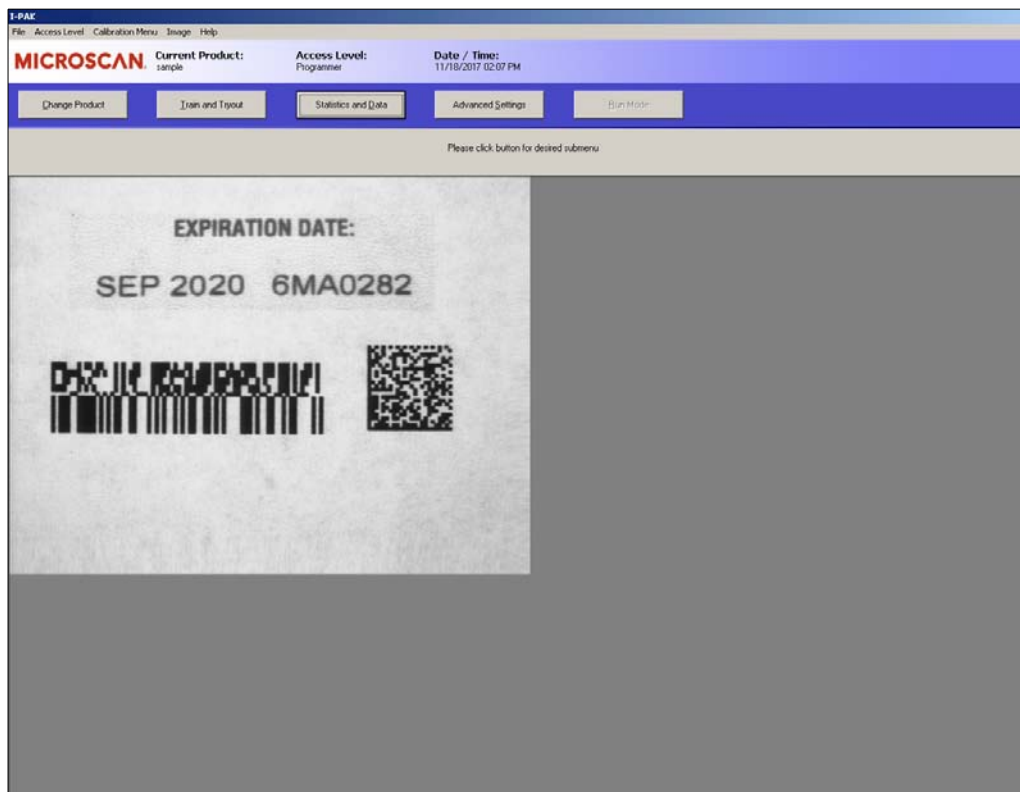 I-PAK
File Access Level Calibration Menu Image Help
MICROSCAN. Current Product: Access Level: Date / Time:
sample Programmer 11/18/2017 02:07 PM
Change Product Train and Tryout Statistics and Data Advanced Settings Run Mode
Please click button for desired submenu
EXPIRATION DATE:
SEP 2020 6MA0282